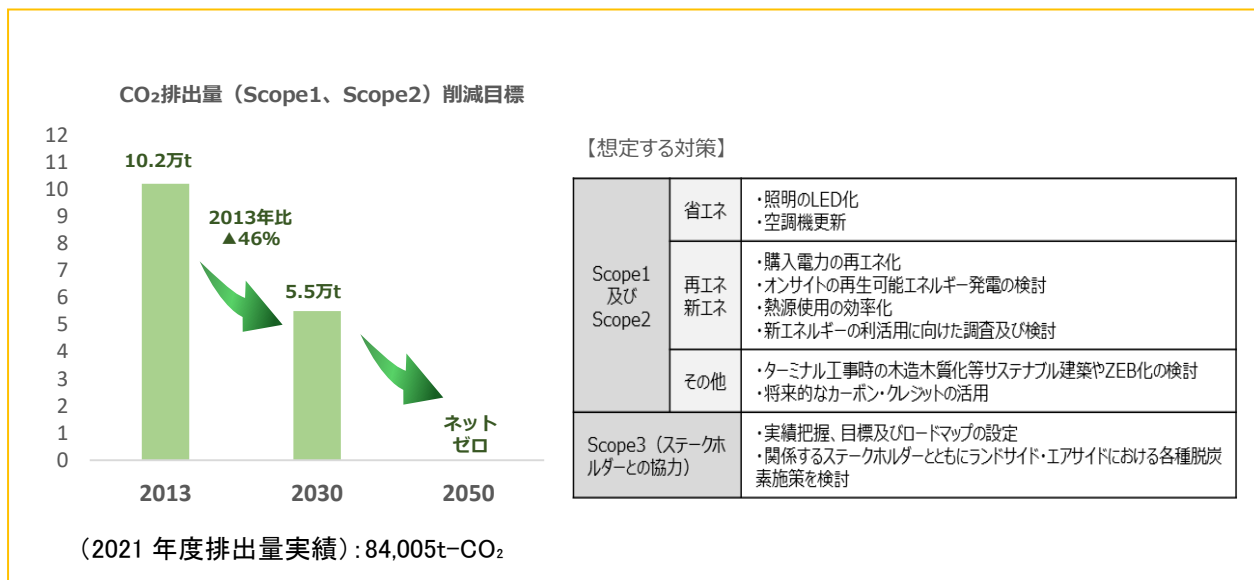 CO₂排出量（Scope1、Scope2）削減目標
12
11
10
9
8
7
6
5
4
3
2
1
0
10.2万t
2013年比
▲46%
5.5万t
ネット
ゼロ
2013
2030
2050
（2021 年度排出量実績）：84,005t−CO₂
【想定する対策】
Scope1
及び
Scope2
省エネ
・照明のLED化
・空調機更新
再エネ
新エネ
・購入電力の再エネ化
・オンサイトの再生可能エネルギー発電の検討
・熱源使用の効率化
・新エネルギーの利活用に向けた調査及び検討
その他
・ターミナル工事時の木造木質化等サステナブル建築やZEB化の検討
・将来的なカーボン・クレジットの活用
Scope3（ステークホ
ルダーとの協力）
・実績把握、目標及びロードマップの設定
・関係するステークホルダーとともにランドサイド・エアサイドにおける各種脱炭
素施策を検討